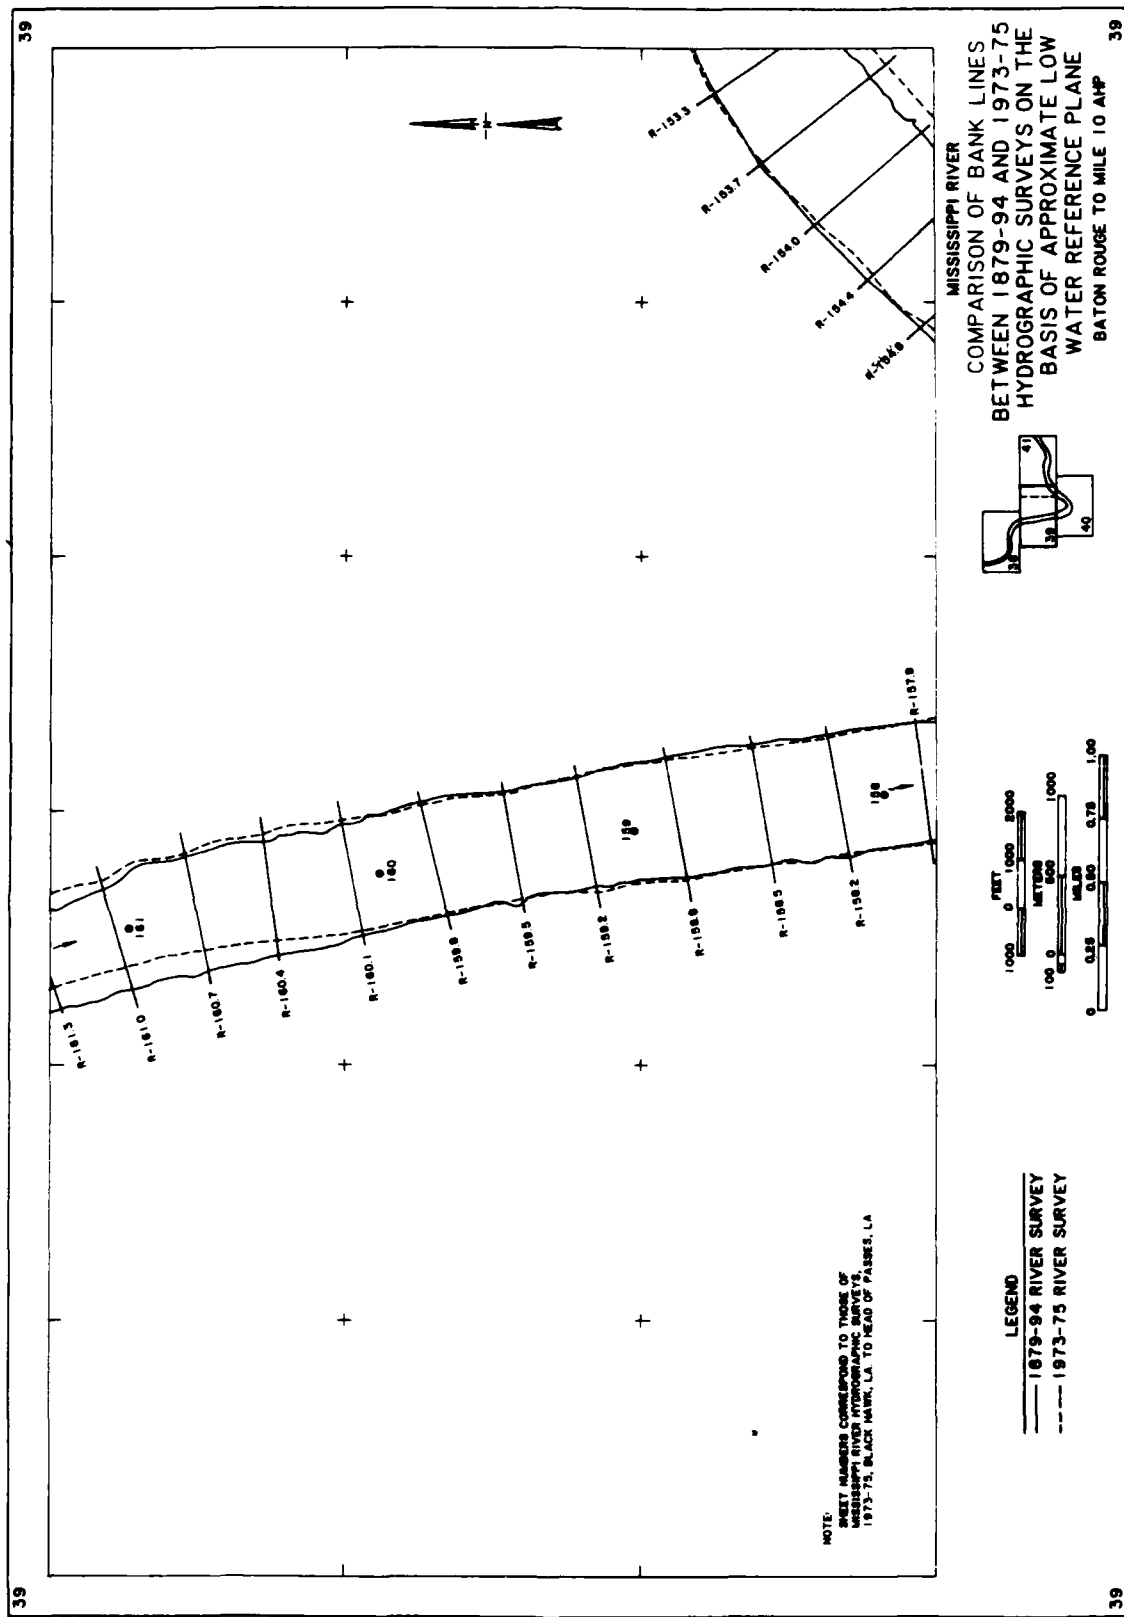 39
39
R-153.3
R-153.7
R-154.0
R-154.4
R-154.8
N
R-161.3
R-161.0
R-160.7
R-160.4
R-160.1
R-159.8
R-159.5
R-159.2
R-158.8
R-158.5
R-158.2
R-157.9
161
160
159
158
NOTE:
SHEET NUMBERS CORRESPOND TO THOSE OF
MISSISSIPPI RIVER HYDROGRAPHIC SURVEYS,
1973-75, BLACK HAWK, LA. TO HEAD OF PASSES, LA
LEGEND
1879-94 RIVER SURVEY
1973-75 RIVER SURVEY
1000 0 FEET 1000 2000
100 0 METERS 500 1000
MILES
0 0.25 0.50 0.75 1.00
38
39
40
41
MISSISSIPPI RIVER
COMPARISON OF BANK LINES
BETWEEN 1879-94 AND 1973-75
HYDROGRAPHIC SURVEYS ON THE
BASIS OF APPROXIMATE LOW
WATER REFERENCE PLANE
BATON ROUGE TO MILE 10 AHP
39
39